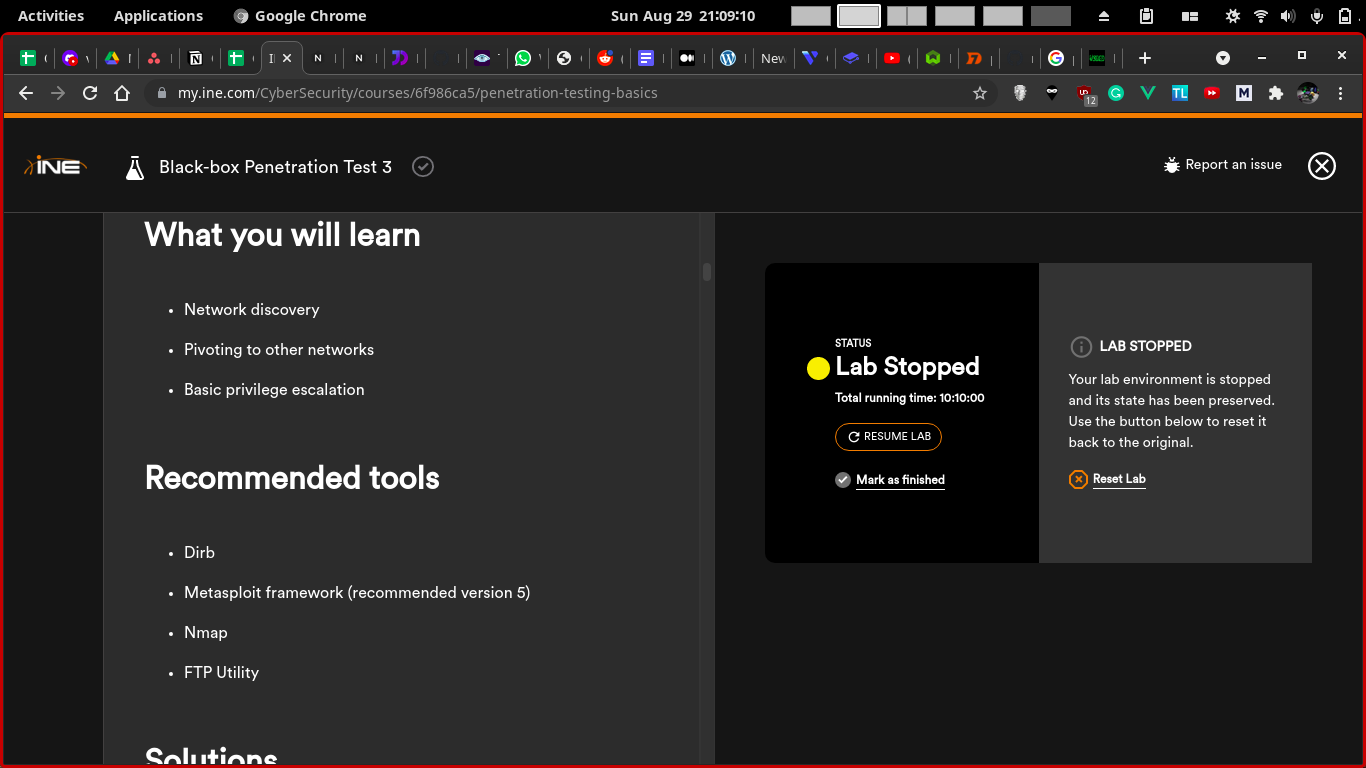 Activities
Applications
Google Chrome
Sun Aug 29 21:09:10
New
TL
12
M
my.ine.com/CyberSecurity/courses/6f986ca5/penetration-testing-basics
INE
Black-box Penetration Test 3
Report an issue
What you will learn
• Network discovery
• Pivoting to other networks
• Basic privilege escalation
Recommended tools
• Dirb
• Metasploit framework (recommended version 5)
• Nmap
• FTP Utility
Solutions
STATUS
Lab Stopped
Total running time: 10:10:00
RESUME LAB
Mark as finished
LAB STOPPED
Your lab environment is stopped
and its state has been preserved.
Use the button below to reset it
back to the original.
Reset Lab